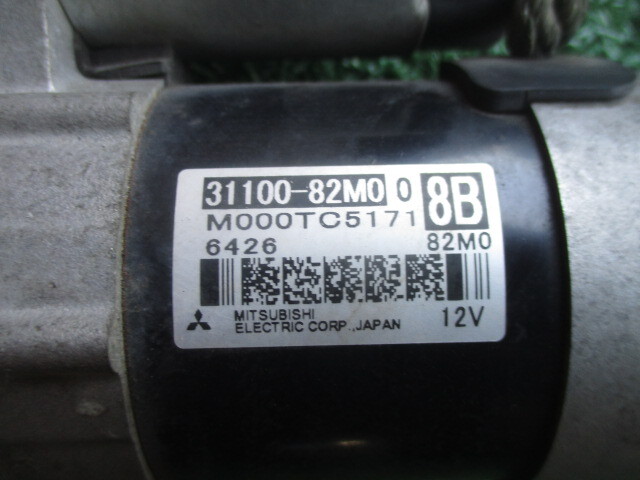 31100-82M0 0 8B
M000TC5171
6426 82M0
MITSUBISHI
ELECTRIC CORP.,JAPAN 12V